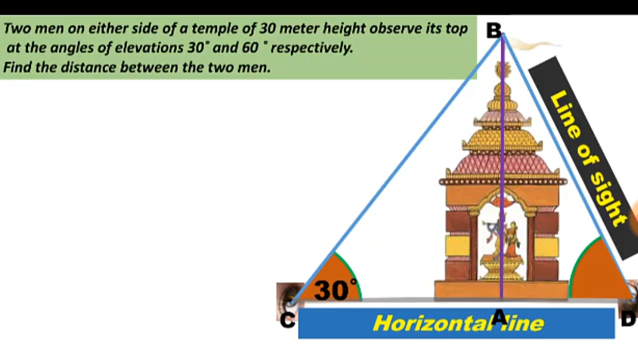 Two men on either side of a temple of 30 meter height observe its top
at the angles of elevations 30° and 60 ° respectively.
Find the distance between the two men.
B
Line of sight
30°
C
A
D
Horizontal line